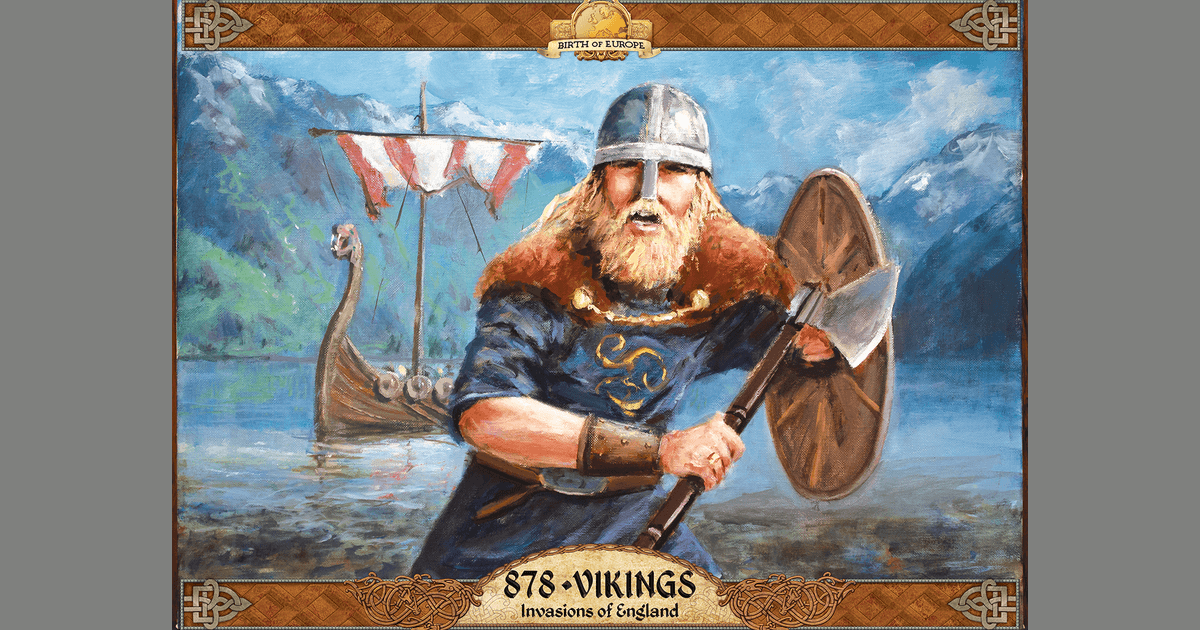 BIRTH OF EUROPE
878 • VIKINGS
Invasions of England